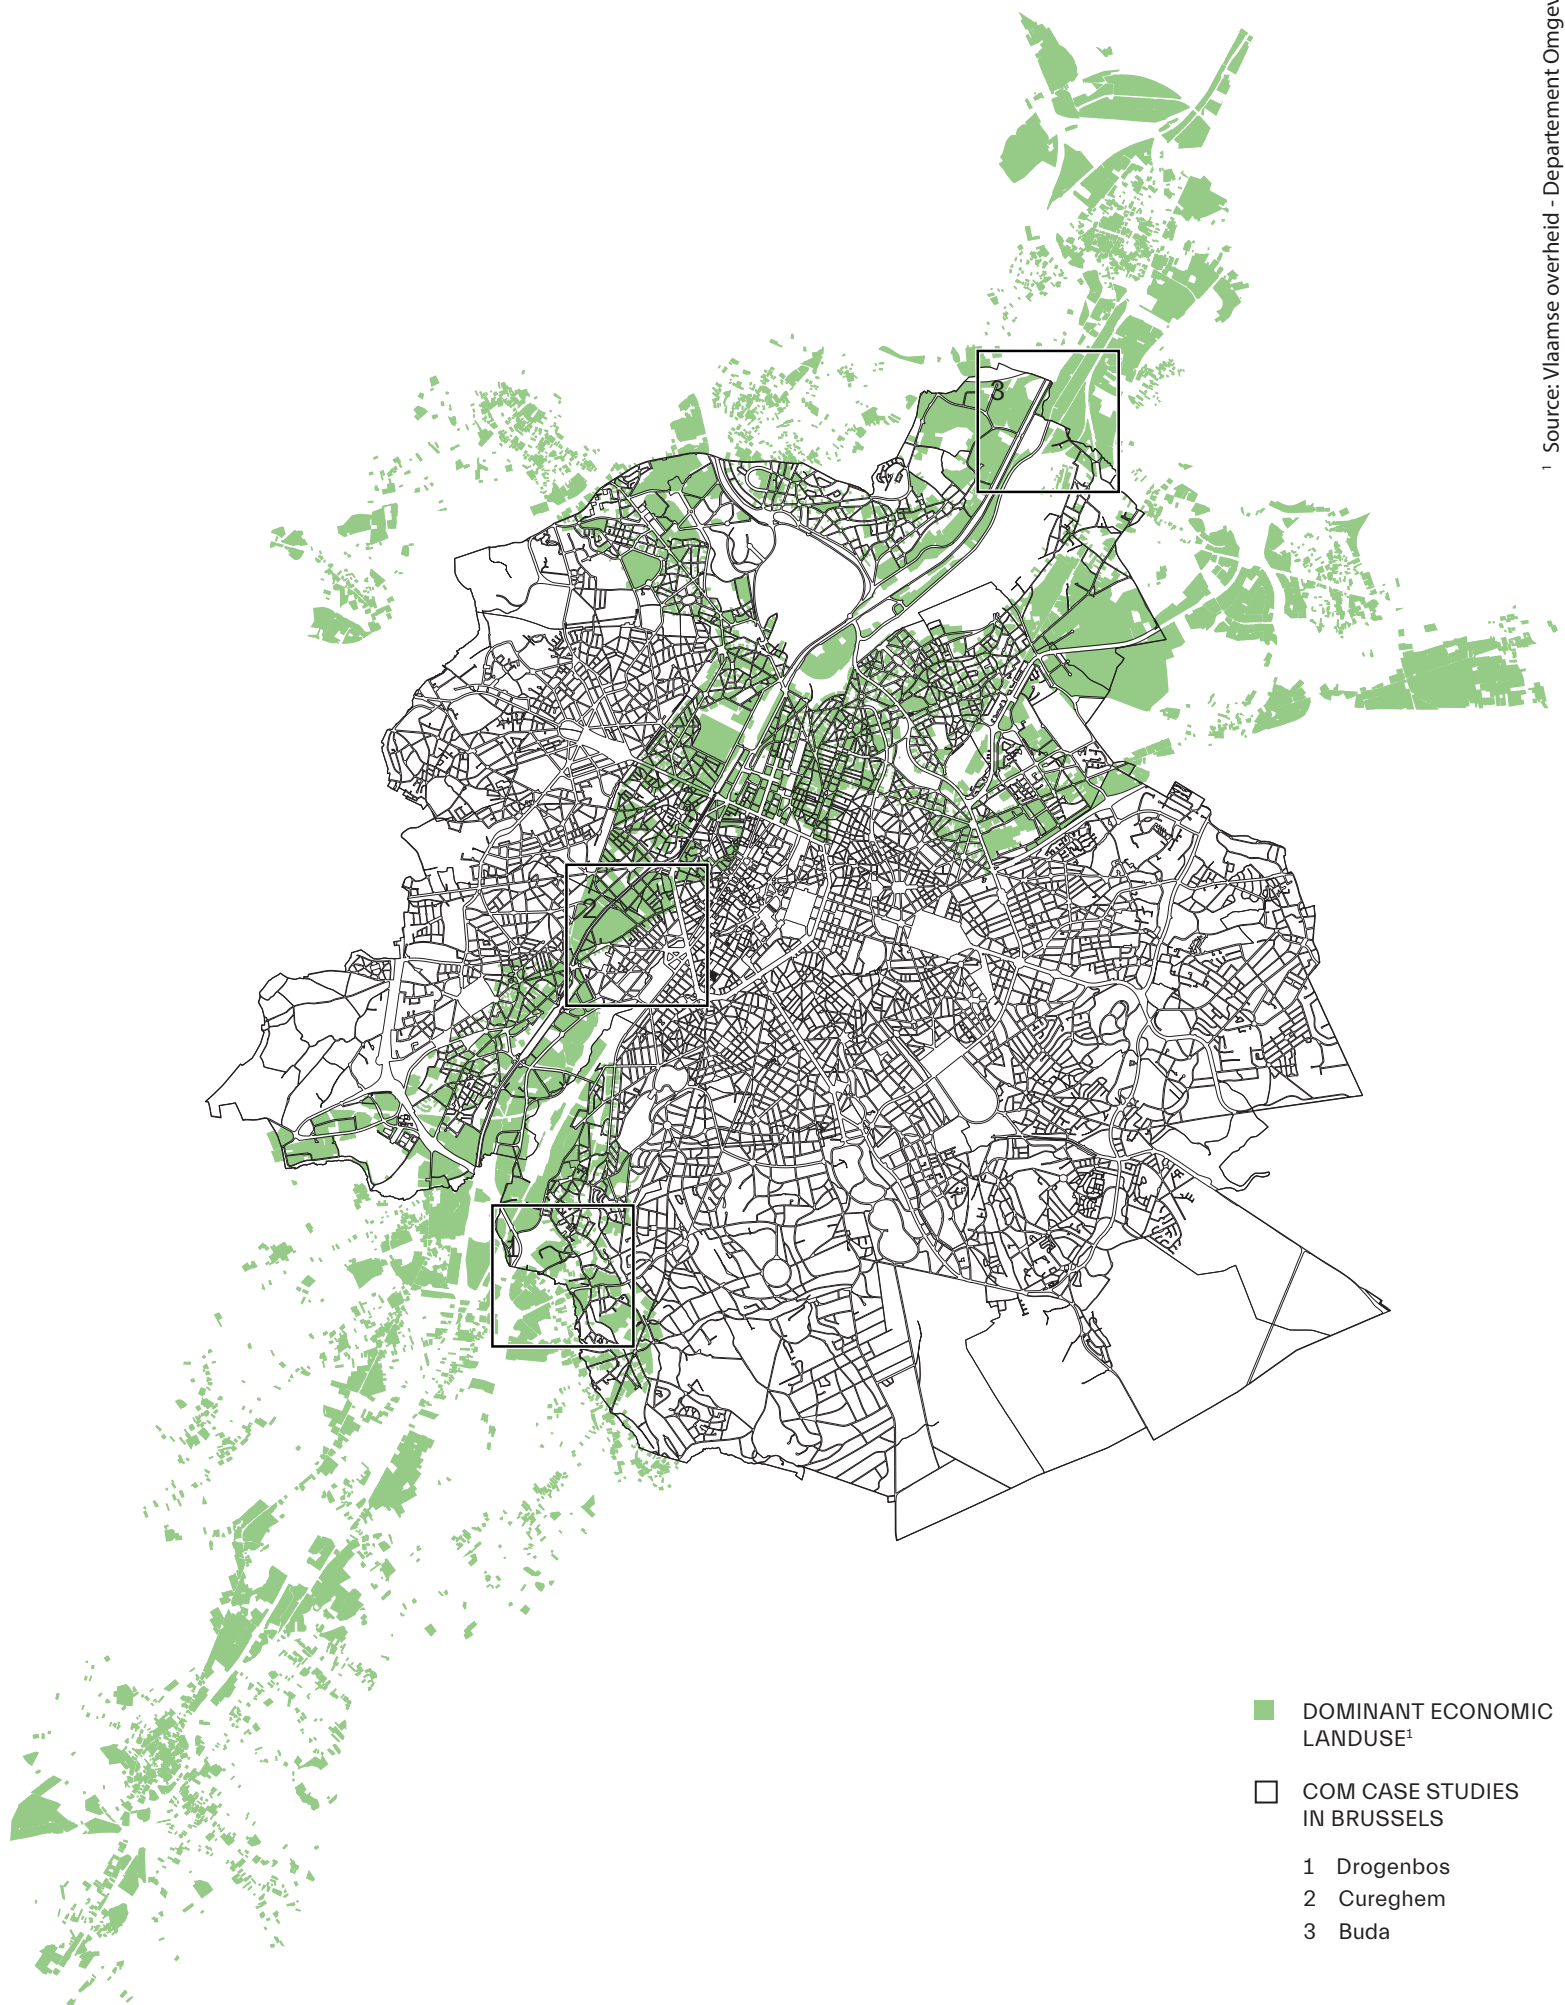 ¹ Source: Vlaamse overheid - Departement
3
2
1
DOMINANT ECONOMIC
LANDUSE¹
COM CASE STUDIES
IN BRUSSELS
1 Drogenbos
2 Cureghem
3 Buda